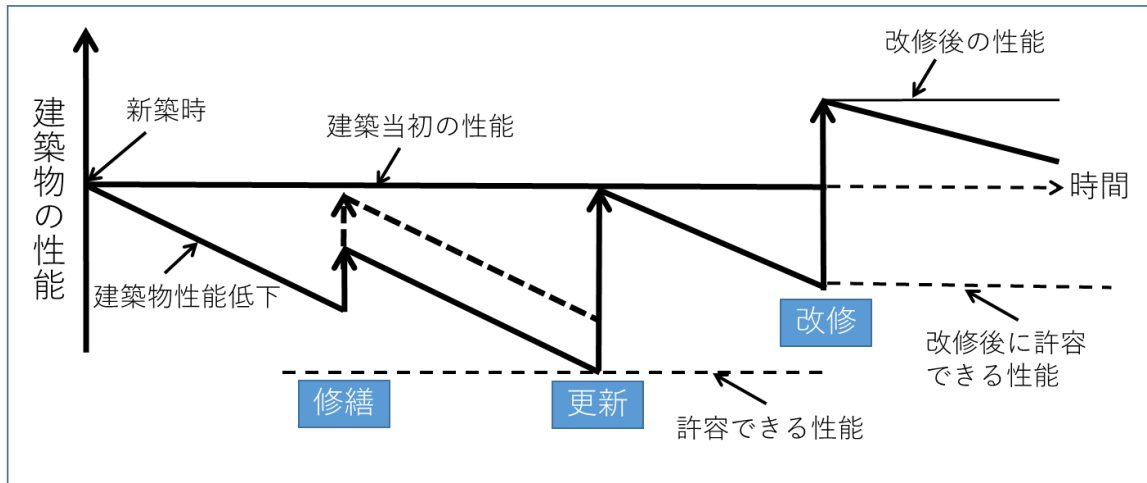 建築物の性能
新築時
建築当初の性能
改修後の性能
時間
建築物性能低下
修繕
更新
改修
許容できる性能
改修後に許容
できる性能